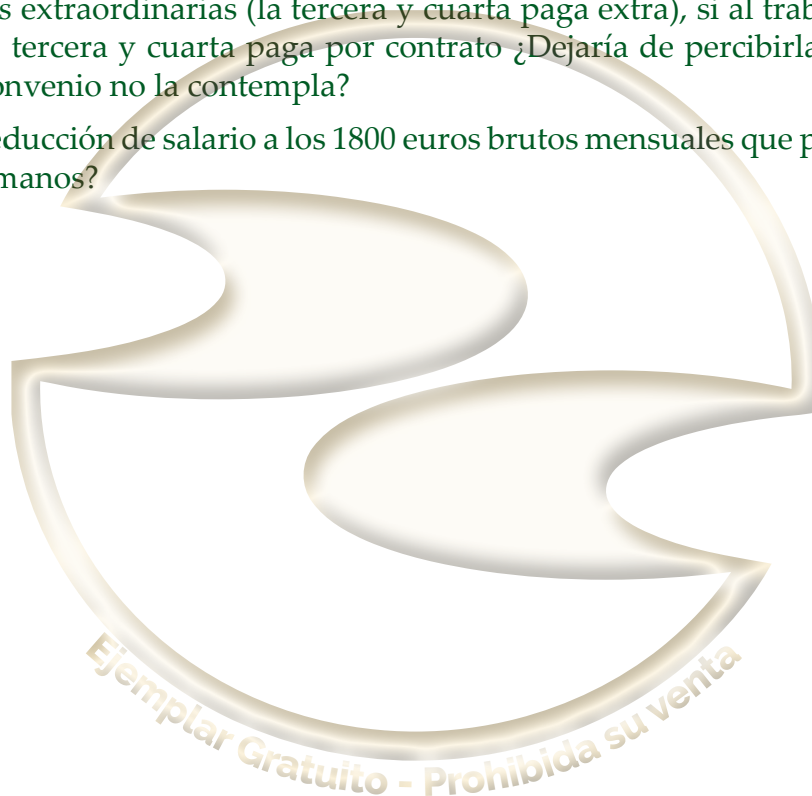 s extraordinarias (la tercera y cuarta paga extra), si al trab
tercera y cuarta paga por contrato ¿Dejaría de percibirla
onvenio no la contempla?
educción de salario a los 1800 euros brutos mensuales que p
manos?
Ejemplar Gratuito - Prohibida su venta